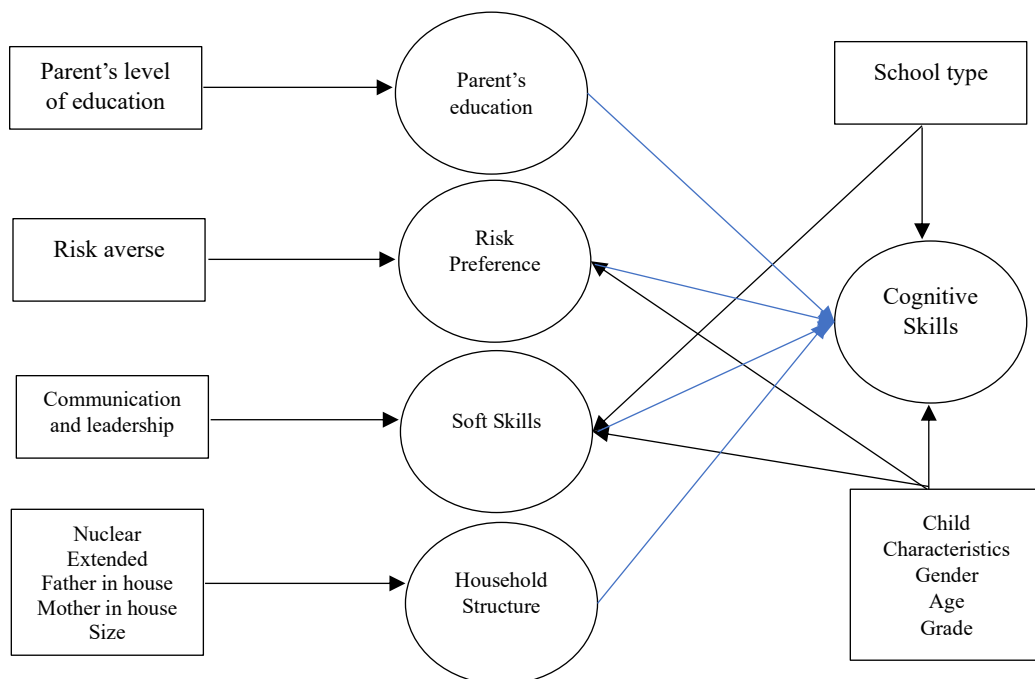 Parent's level
of education
Parent's
education
School type
Risk averse
Risk
Preference
Cognitive
Skills
Communication
and leadership
Soft Skills
Nuclear
Extended
Father in house
Mother in house
Size
Household
Structure
Child
Characteristics
Gender
Age
Grade